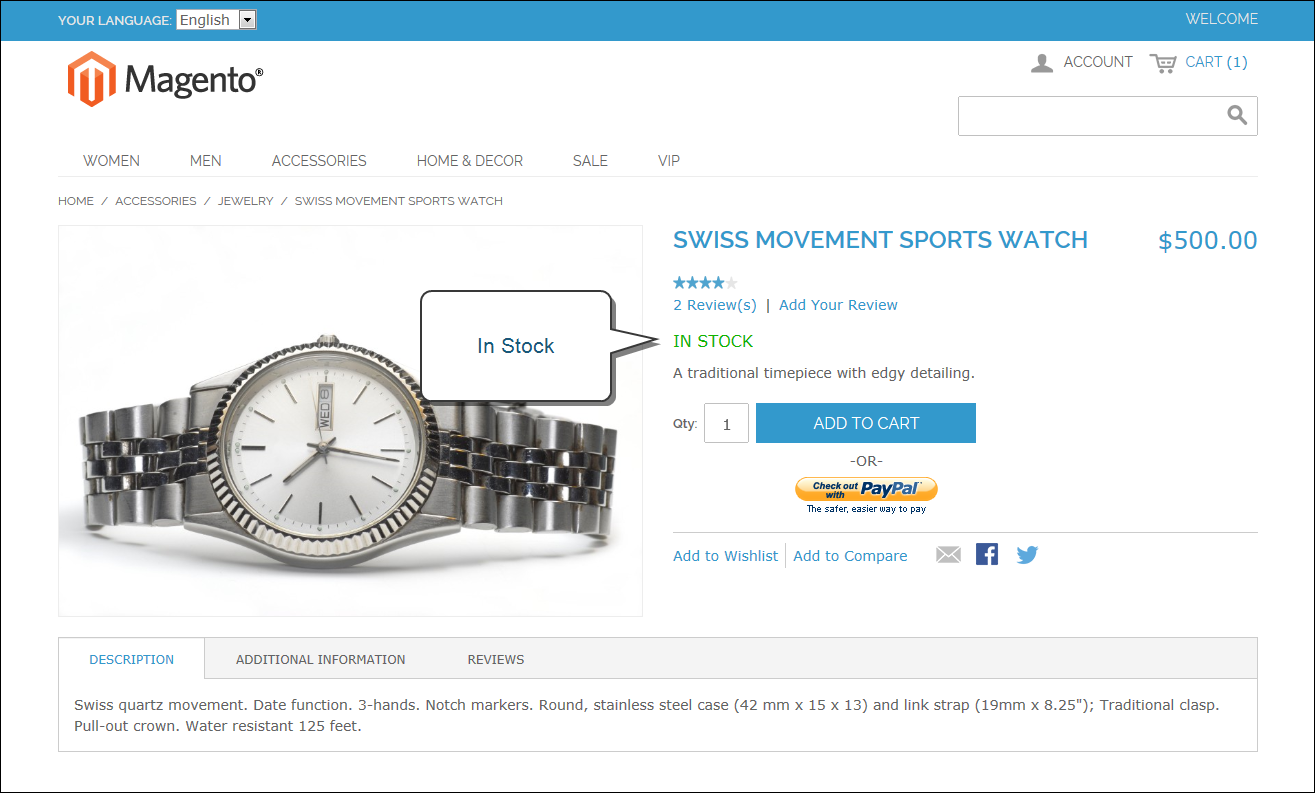 YOUR LANGUAGE: English
WELCOME
Magento®
ACCOUNT
CART (1)
WOMEN MEN ACCESSORIES HOME & DECOR SALE VIP
HOME / ACCESSORIES / JEWELRY / SWISS MOVEMENT SPORTS WATCH
SWISS MOVEMENT SPORTS WATCH
$500.00
2 Review(s) | Add Your Review
In Stock
IN STOCK
A traditional timepiece with edgy detailing.
WED 8
Qty: 1 ADD TO CART
-OR-
Check out with PayPal
The safer, easier way to pay
Add to Wishlist Add to Compare
DESCRIPTION ADDITIONAL INFORMATION REVIEWS
Swiss quartz movement. Date function. 3-hands. Notch markers. Round, stainless steel case (42 mm x 15 x 13) and link strap (19mm x 8.25"); Traditional clasp.
Pull-out crown. Water resistant 125 feet.